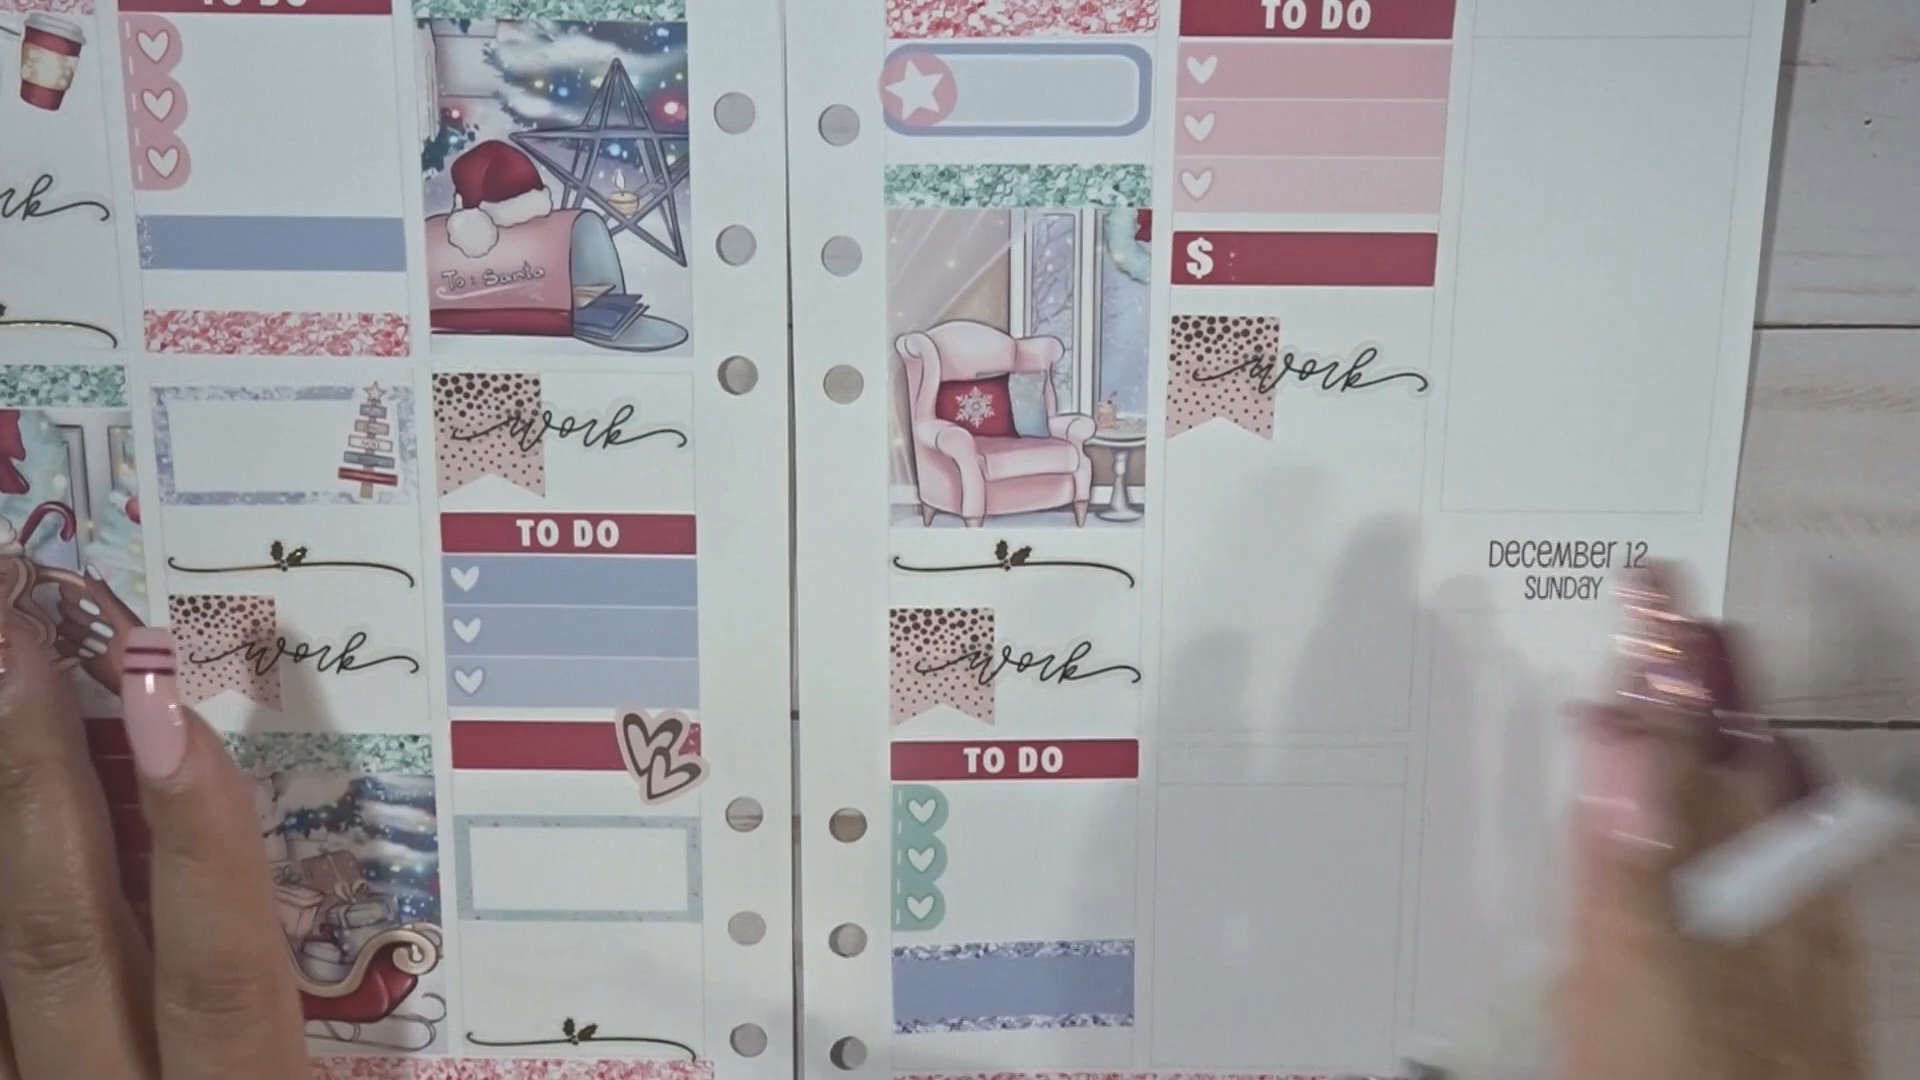 TO DO
TO DO
To: Santa
$
work
work
TO DO
DECEMBER 12
SUNDAY
work
work
TO DO